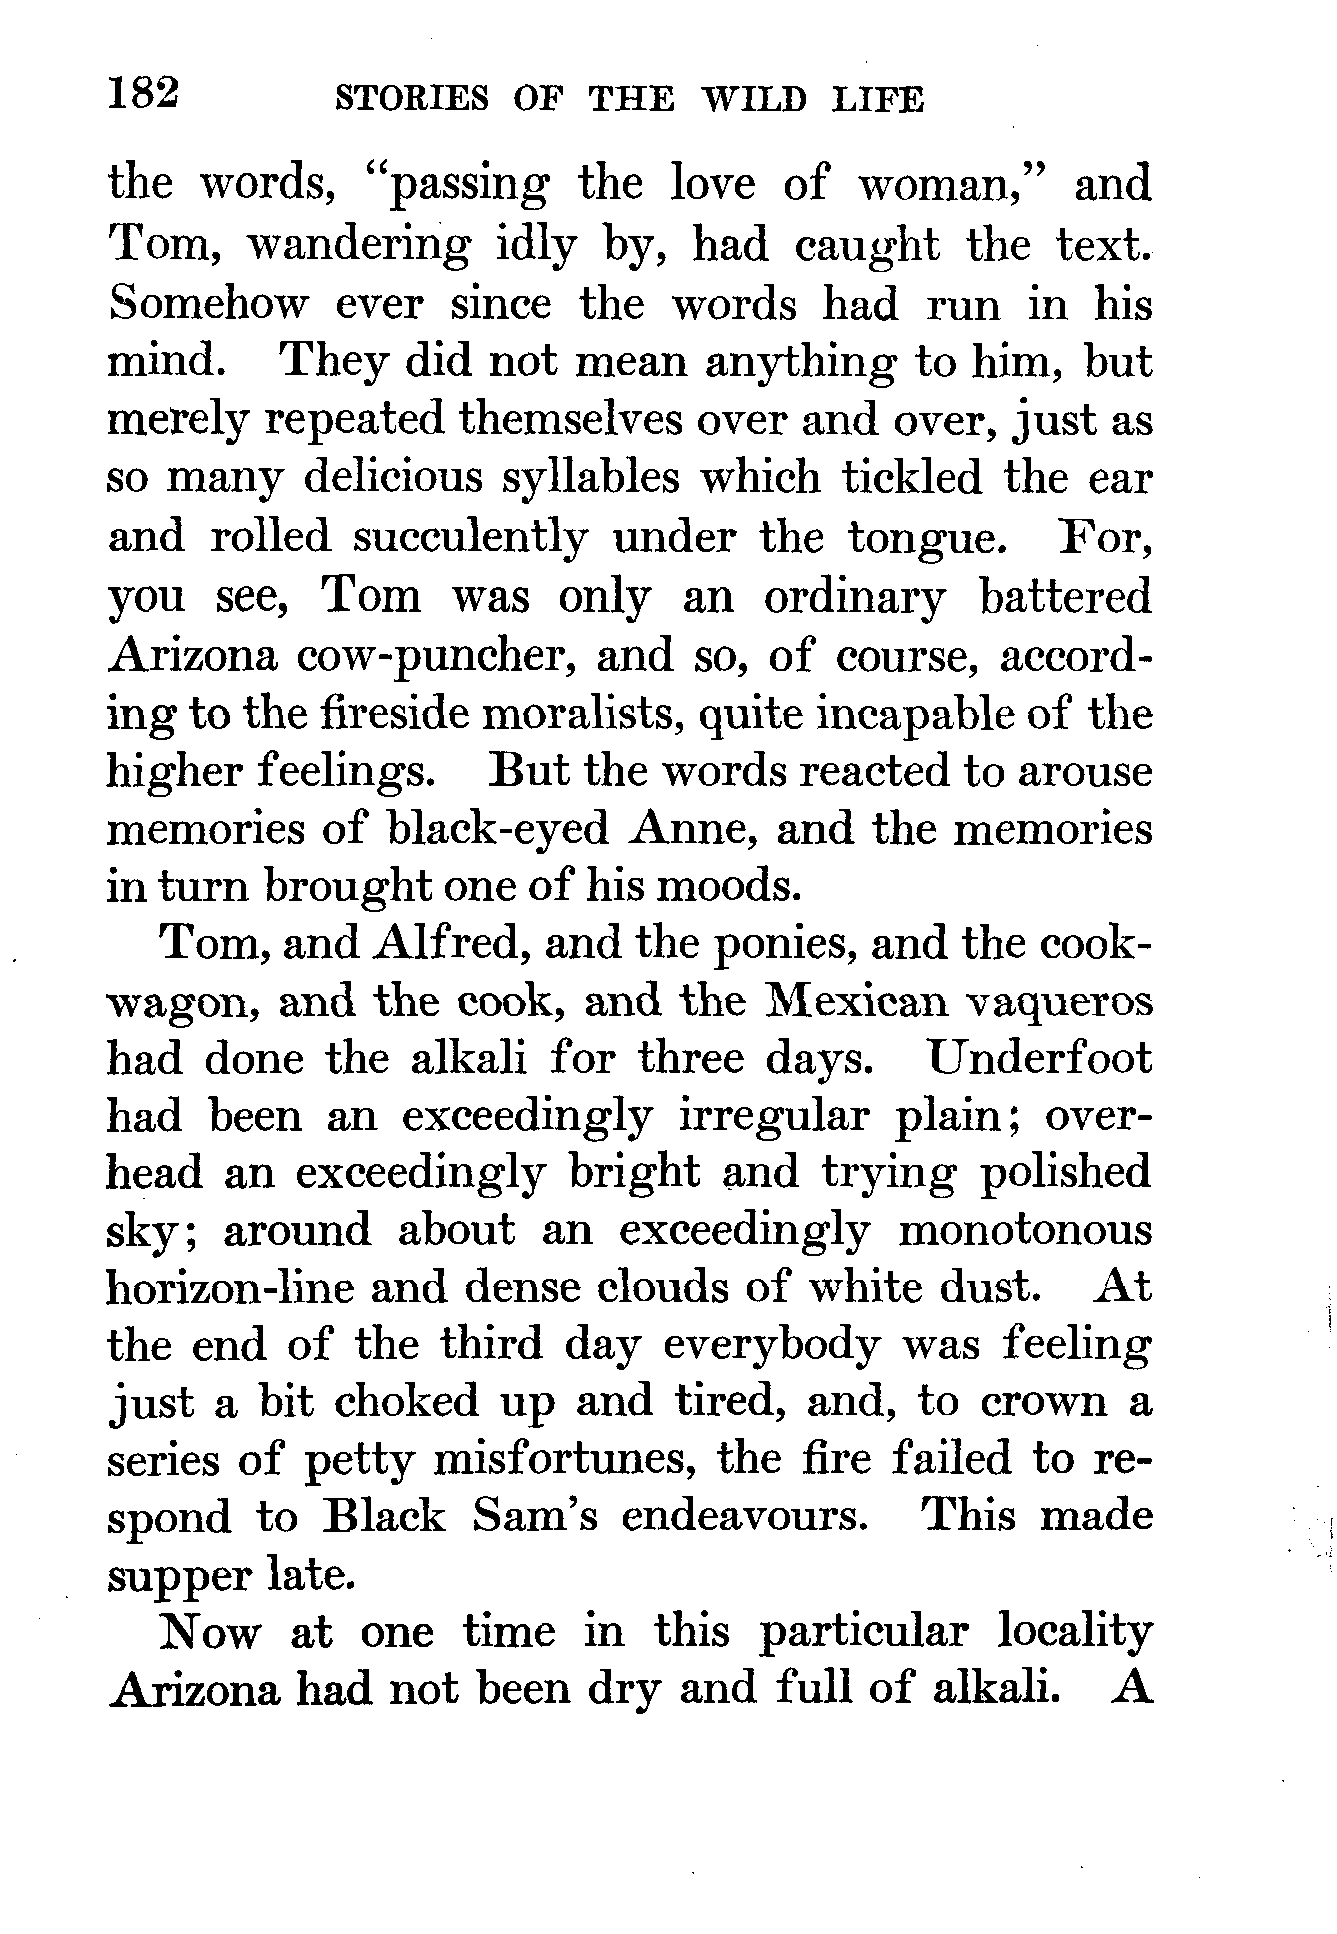 182 STORIES OF THE WILD LIFE
the words, “passing the love of woman,” and
Tom, wandering idly by, had caught the text.
Somehow ever since the words had run in his
mind. They did not mean anything to him, but
merely repeated themselves over and over, just as
so many delicious syllables which tickled the ear
and rolled succulently under the tongue. For,
you see, Tom was only an ordinary battered
Arizona cow-puncher, and so, of course, accord-
ing to the fireside moralists, quite incapable of the
higher feelings. But the words reacted to arouse
memories of black-eyed Anne, and the memories
in turn brought one of his moods.
Tom, and Alfred, and the ponies, and the cook-
wagon, and the cook, and the Mexican vaqueros
had done the alkali for three days. Underfoot
had been an exceedingly irregular plain; over-
head an exceedingly bright and trying polished
sky; around about an exceedingly monotonous
horizon-line and dense clouds of white dust. At
the end of the third day everybody was feeling
just a bit choked up and tired, and, to crown a
series of petty misfortunes, the fire failed to re-
spond to Black Sam’s endeavours. This made
supper late.
Now at one time in this particular locality
Arizona had not been dry and full of alkali. A